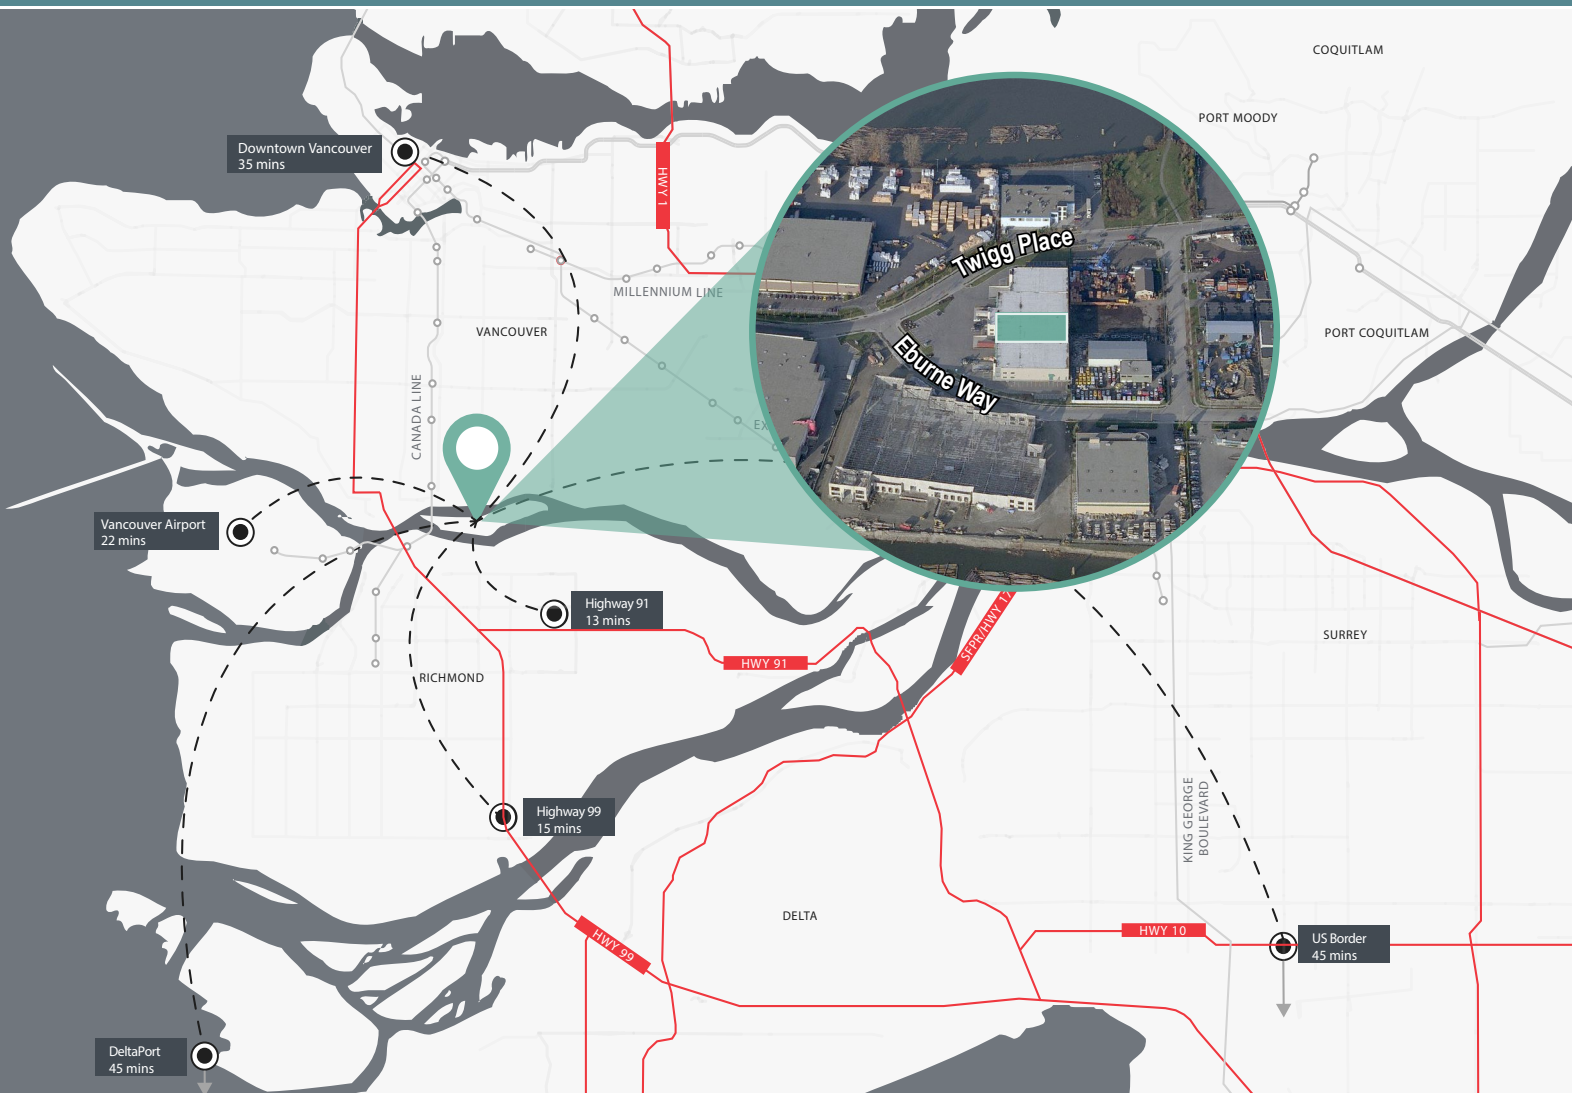 COQUITLAM
PORT MOODY
Downtown Vancouver
35 mins
HWY 1
Twigg Place
MILLENNIUM LINE
VANCOUVER
PORT COQUITLAM
Eburne Way
CANADA LINE
Vancouver Airport
22 mins
Highway 91
13 mins
SFPR/HWY 17
SURREY
HWY 91
RICHMOND
KING GEORGE
BOULEVARD
Highway 99
15 mins
DELTA
HWY 10
HWY 99
US Border
45 mins
DeltaPort
45 mins